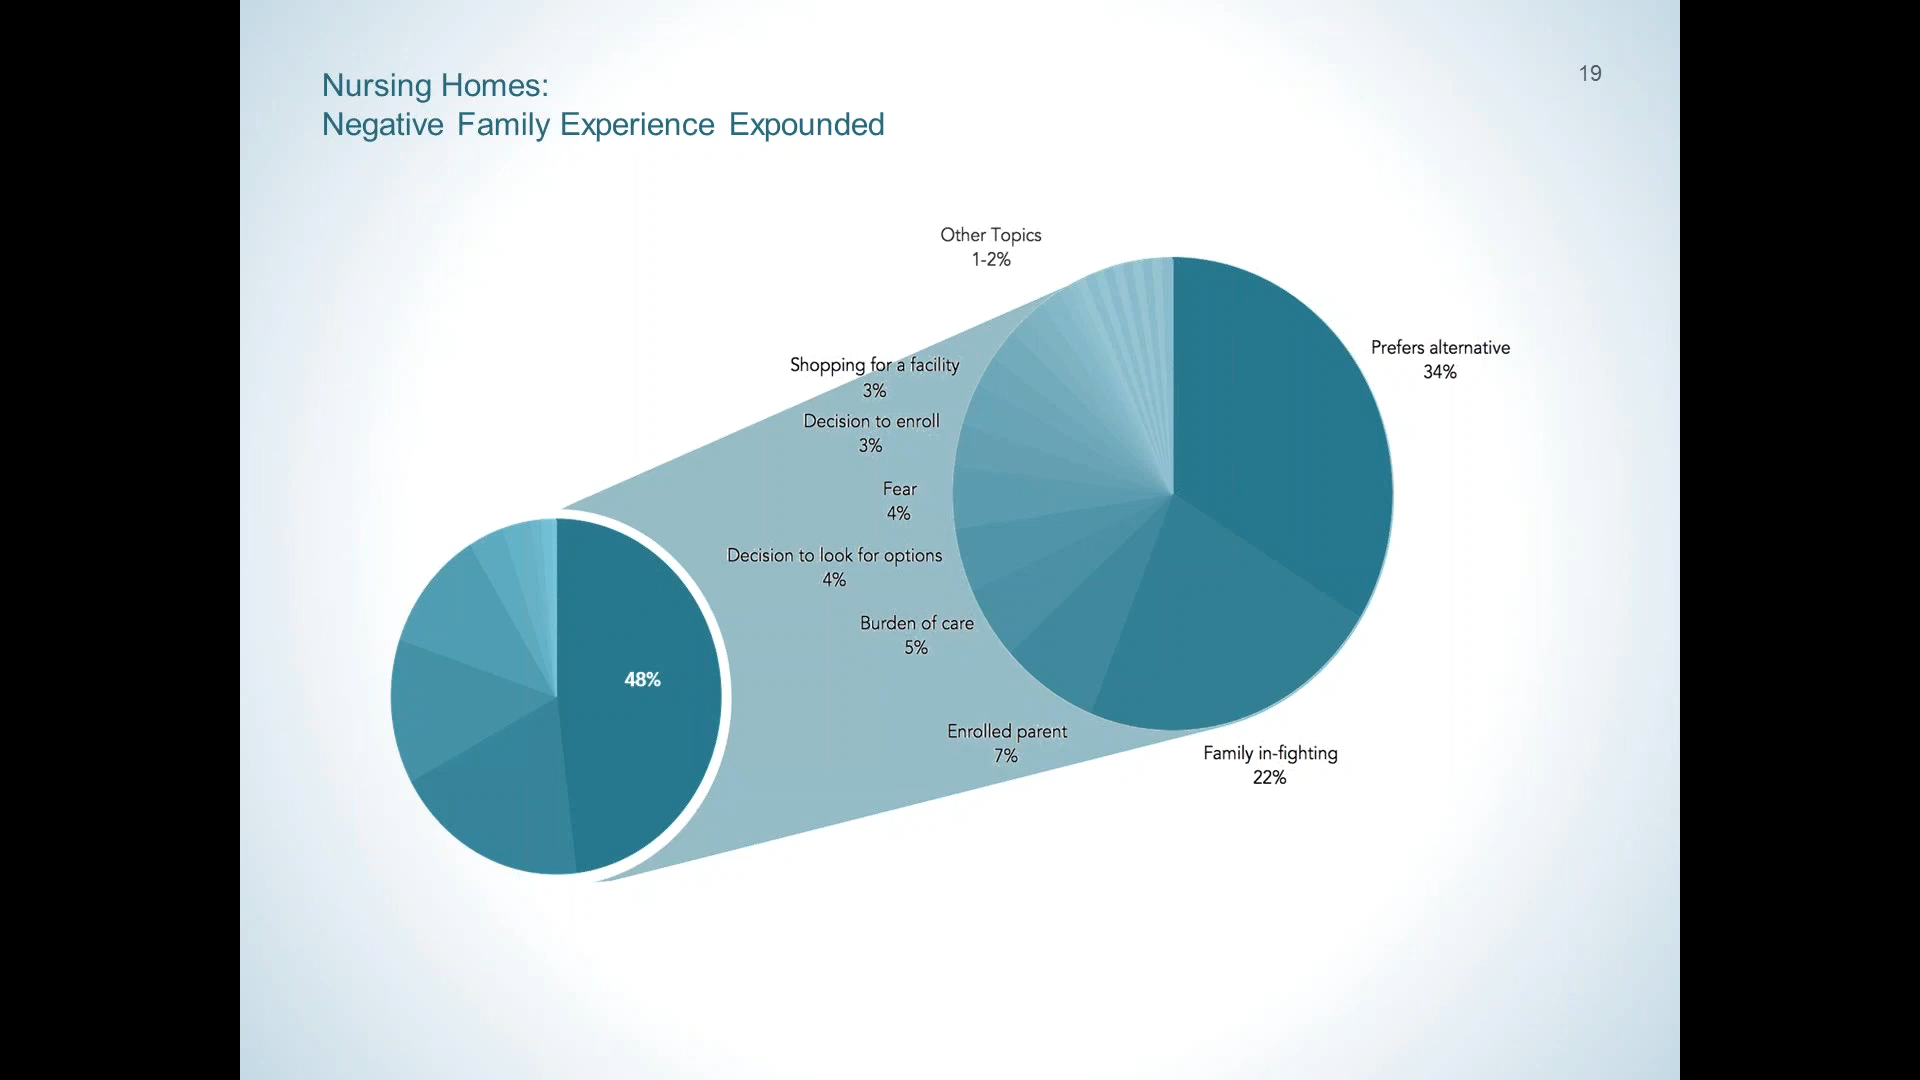 Nursing Homes:
Negative Family Experience Expounded
19
Other Topics
1-2%
Prefers alternative
34%
Shopping for a facility
3%
Decision to enroll
3%
Fear
4%
Decision to look for options
4%
Burden of care
5%
48%
Enrolled parent
7%
Family in-fighting
22%